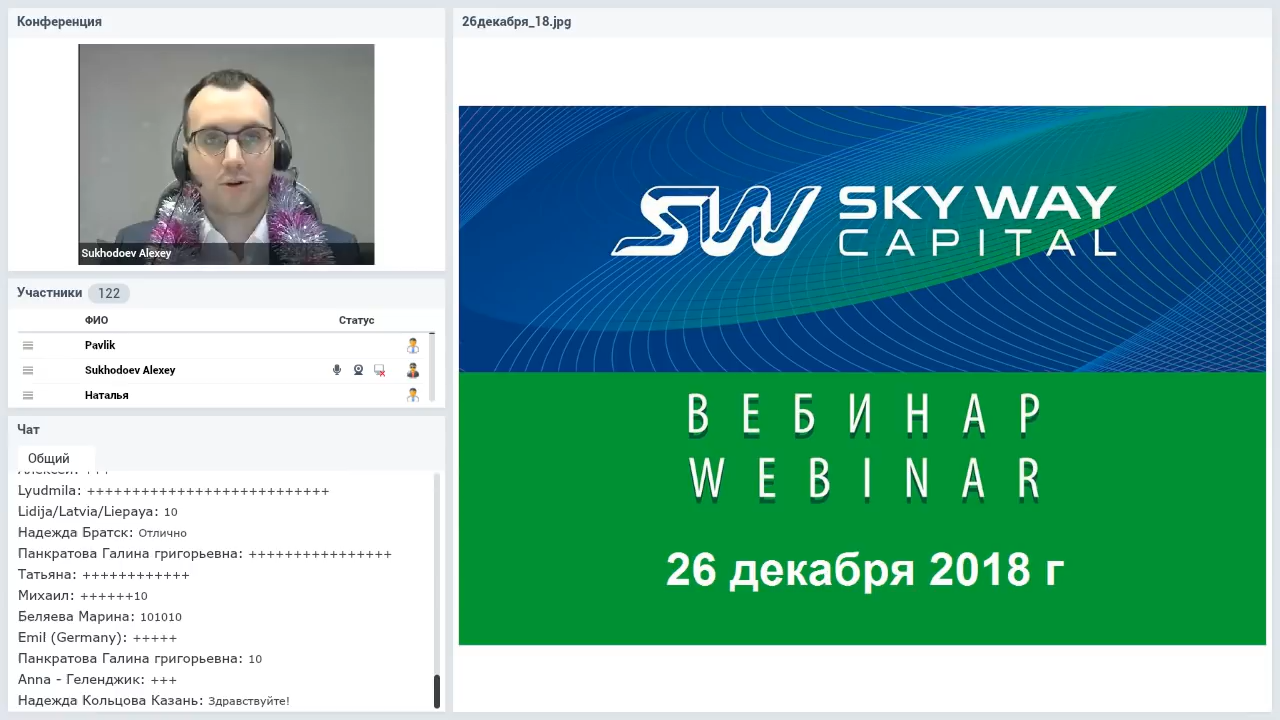 Конференция
Sukhodoev Alexey
Участники 122
ФИО Статус
Pavlik
Sukhodoev Alexey
Наталья
Чат
Общий
Lyudmila: +++++++++++++++++++++++++++
Lidija/Latvia/Liepaya: 10
Надежда Братск: Отлично
Панкратова Галина григорьевна: ++++++++++++++++
Татьяна: ++++++++++++
Михаил: ++++++10
Беляева Марина: 101010
Emil (Germany): +++++
Панкратова Галина григорьевна: 10
Anna - Геленджик: +++
Надежда Кольцова Казань: Здравствуйте!
26декабря_18.jpg
SW SKY WAY
CAPITAL
ВЕБИНАР
WEBINAR
26 декабря 2018 г